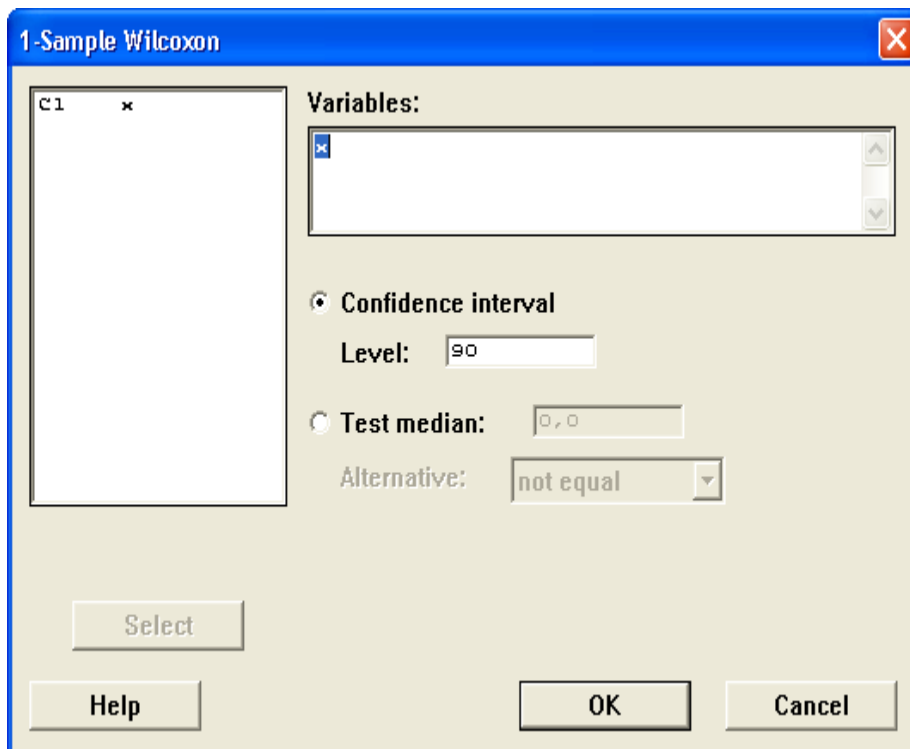 1-Sample Wilcoxon
C1 x
Variables:
x
Confidence interval
Level: 90
Test median: 0,0
Alternative: not equal
Select
Help OK Cancel